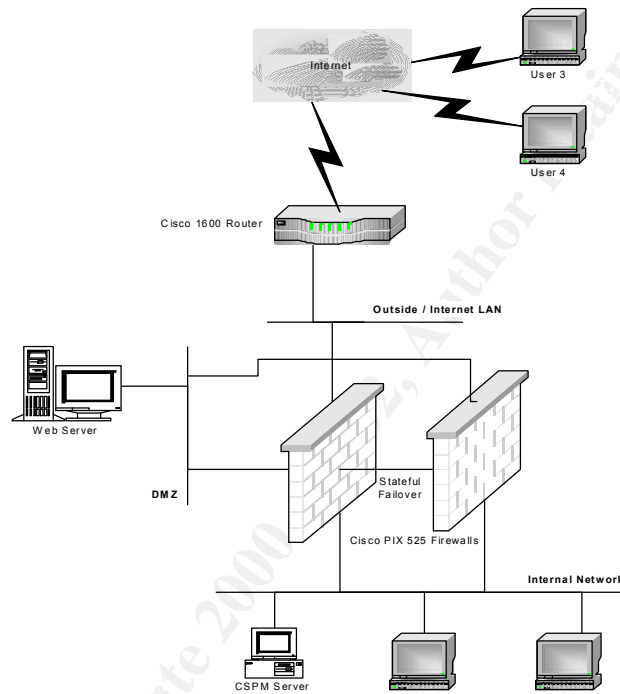 Internet
User 3
User 4
Cisco 1600 Router
Outside / Internet LAN
Web Server
Stateful
Failover
DMZ
Cisco PIX 525 Firewalls
Internal Network
CSPM Server